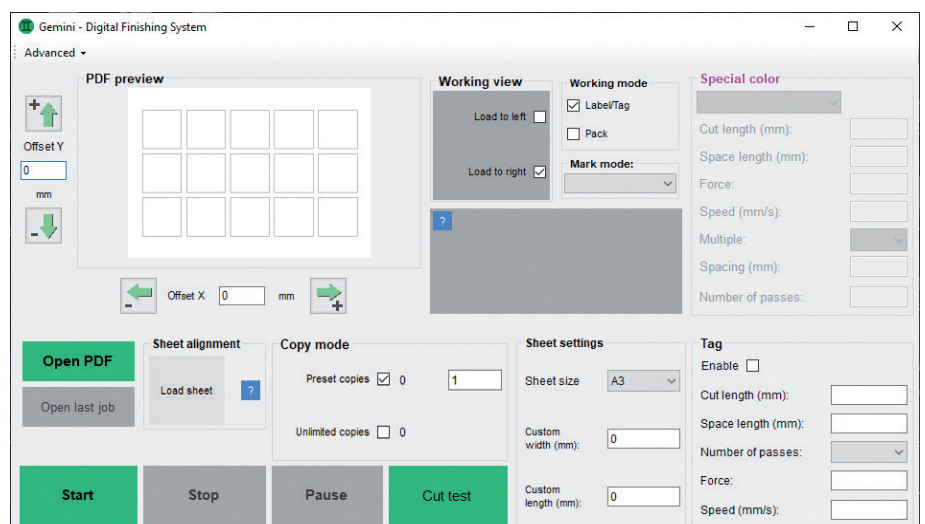 Gemini - Digital Finishing System
Advanced
PDF preview
+
Offset Y
0
mm
-
-
Offset X
0
mm
+
Working view
Load to left
Load to right
Working mode
Label/Tag
Pack
Mark mode:
?
Special color
Cut length (mm):
Space length (mm):
Force:
Speed (mm/s):
Multiple:
Spacing (mm):
Number of passes:
Open PDF
Open last job
Sheet alignment
Load sheet
?
Copy mode
Preset copies
0
1
Unlimited copies
0
Sheet settings
Sheet size
A3
Custom
width (mm):
0
Custom
length (mm):
0
Tag
Enable
Cut length (mm):
Space length (mm):
Number of passes:
Force:
Speed (mm/s):
Start
Stop
Pause
Cut test